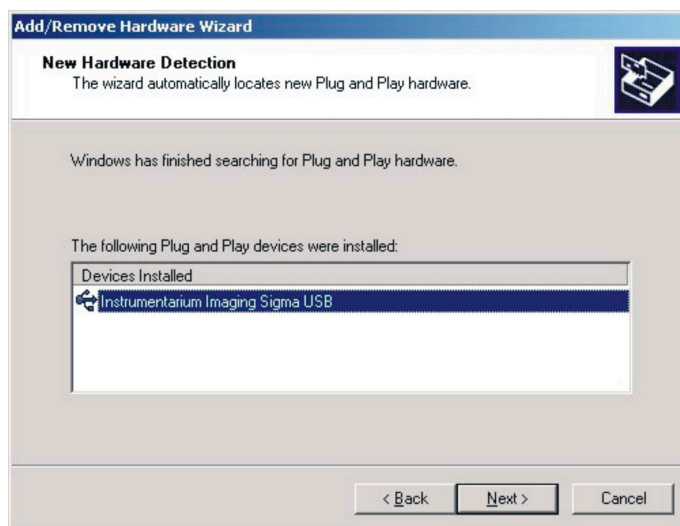 Add/Remove Hardware Wizard
New Hardware Detection
The wizard automatically locates new Plug and Play hardware.
Windows has finished searching for Plug and Play hardware.
The following Plug and Play devices were installed:
Devices Installed
Instrumentarium Imaging Sigma USB
< Back
Next >
Cancel